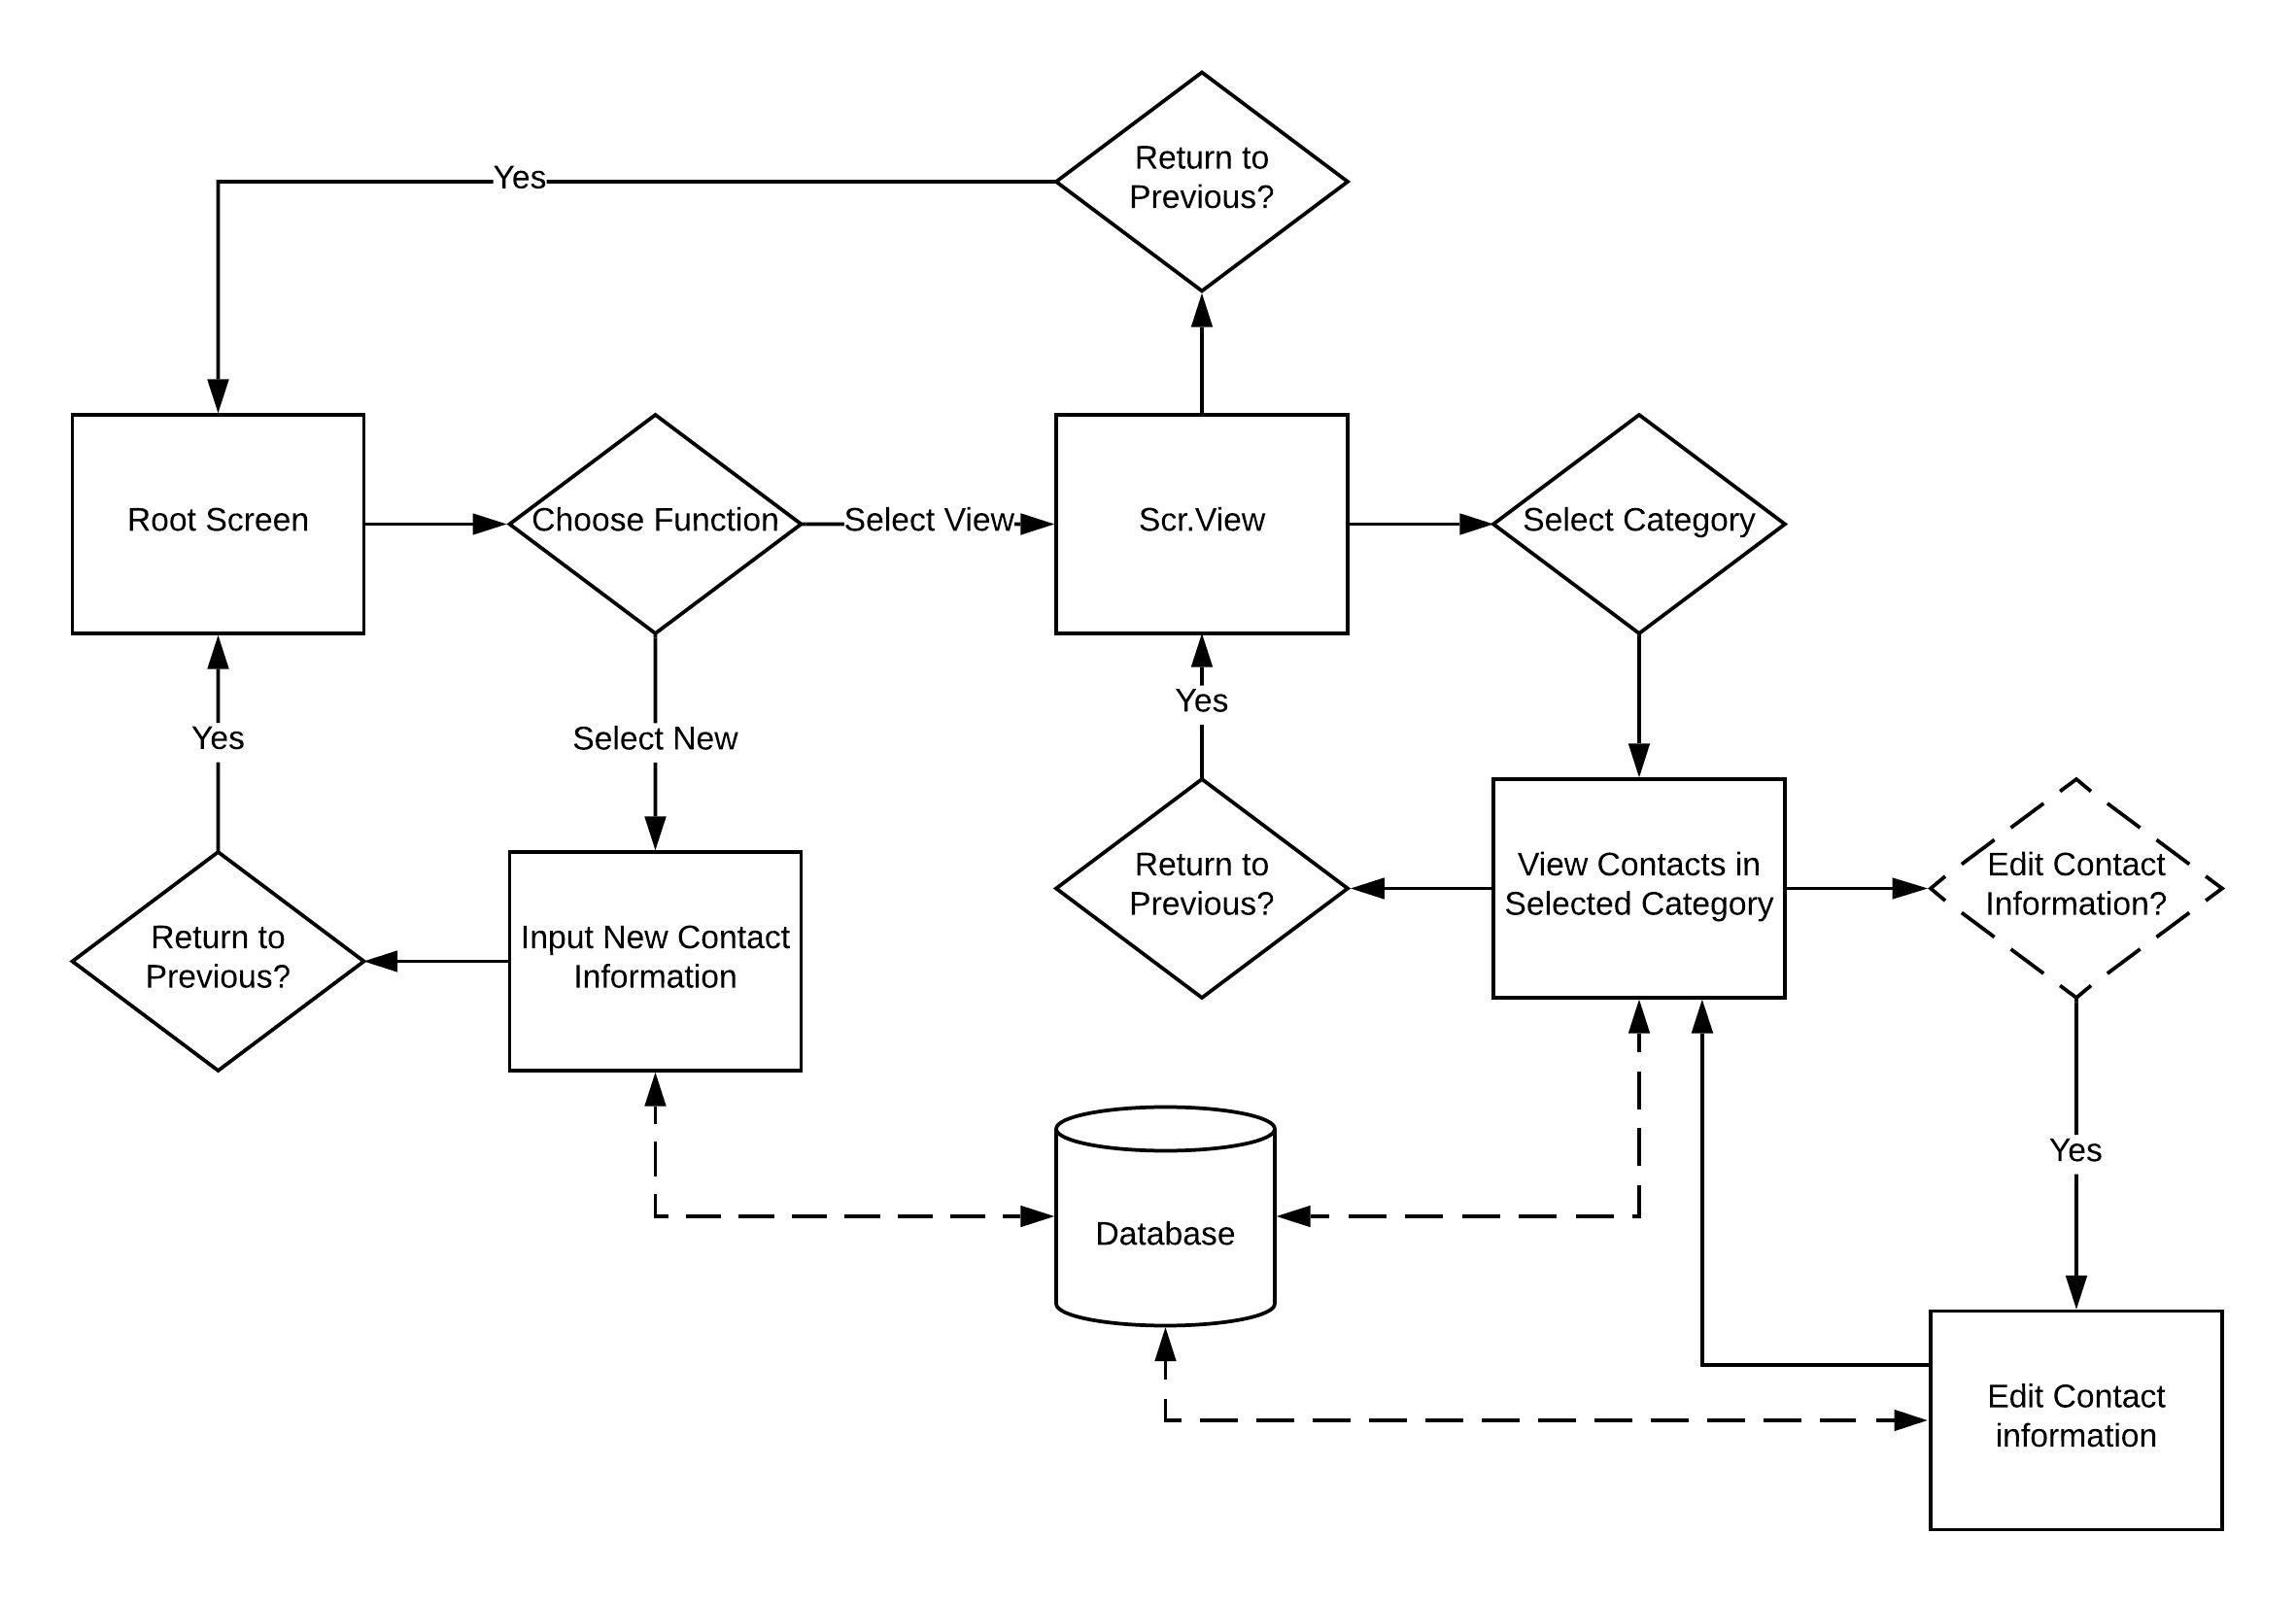 Return to
Previous?
Yes
Root Screen
Choose Function
Select View
Scr.View
Select Category
Yes
Select New
Yes
Return to
Previous?
View Contacts in
Selected Category
Edit Contact
Information?
Return to
Previous?
Input New Contact
Information
Yes
Database
Edit Contact
information